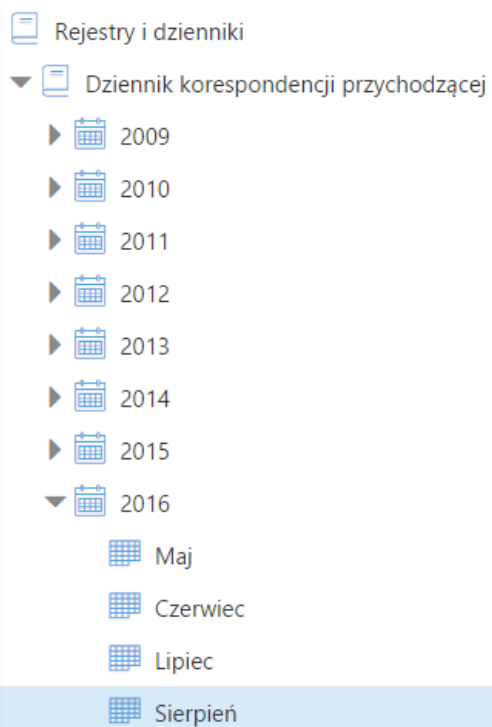 Rejestry i dzienniki
Dziennik korespondencji przychodzącej
2009
2010
2011
2012
2013
2014
2015
2016
Maj
Czerwiec
Lipiec
Sierpień